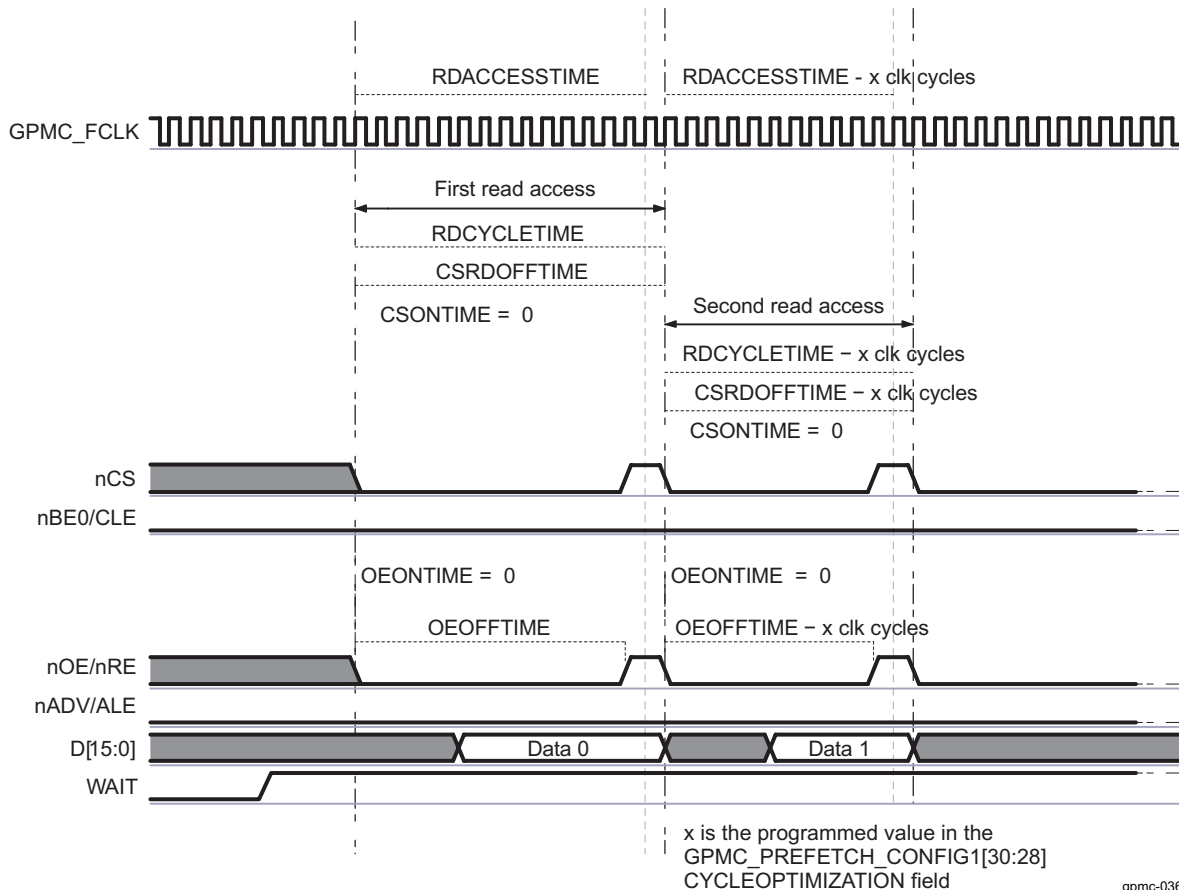 RDACCESSTIME
RDACCESSTIME - x clk cycles
GPMC_FCLK
First read access
RDCYCLETIME
CSRDOFFTIME
CSONTIME = 0
Second read access
RDCYCLETIME − x clk cycles
CSRDOFFTIME − x clk cycles
CSONTIME = 0
nCS
nBE0/CLE
OEONTIME = 0
OEONTIME = 0
OEOFFTIME
OEOFFTIME − x clk cycles
nOE/nRE
nADV/ALE
D[15:0]
Data 0
Data 1
WAIT
x is the programmed value in the
GPMC_PREFETCH_CONFIG1[30:28]
CYCLEOPTIMIZATION field
gpmc-036